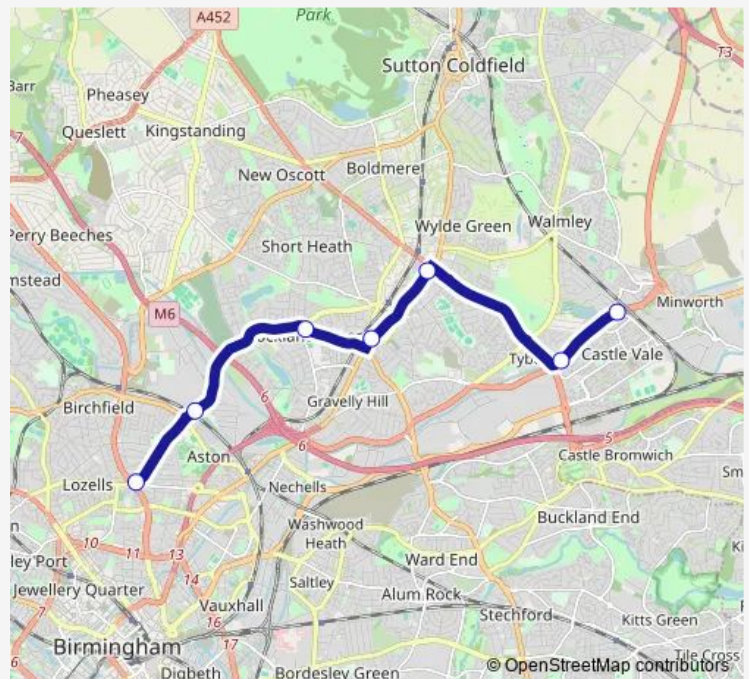 A452
Park
Sutton Coldfield
T3
Barr
Pheasey
Queslett
Kingstanding
7
New Oscott
Boldmere
Perry Beeches
Wylde Green
Walmley
Short Heath
mstead
M6
Minworth
Tyb
Castle Vale
Birchfield
6
Gravelly Hill
6
5
Aston
Castle Bromwich
Lozells
Nechells
Sm
Buckland End
Washwood
Heath
10
11
13
ley Port
Ward End
Ki
14
Jewellery Quarter
Saltley
Alum Rock
7
Vauxhall
Stechford
Kitts Green
16
17
Birmingham
Tile Cross
6
Digbeth
Bordesley Green
© OpenStreetMap contributors